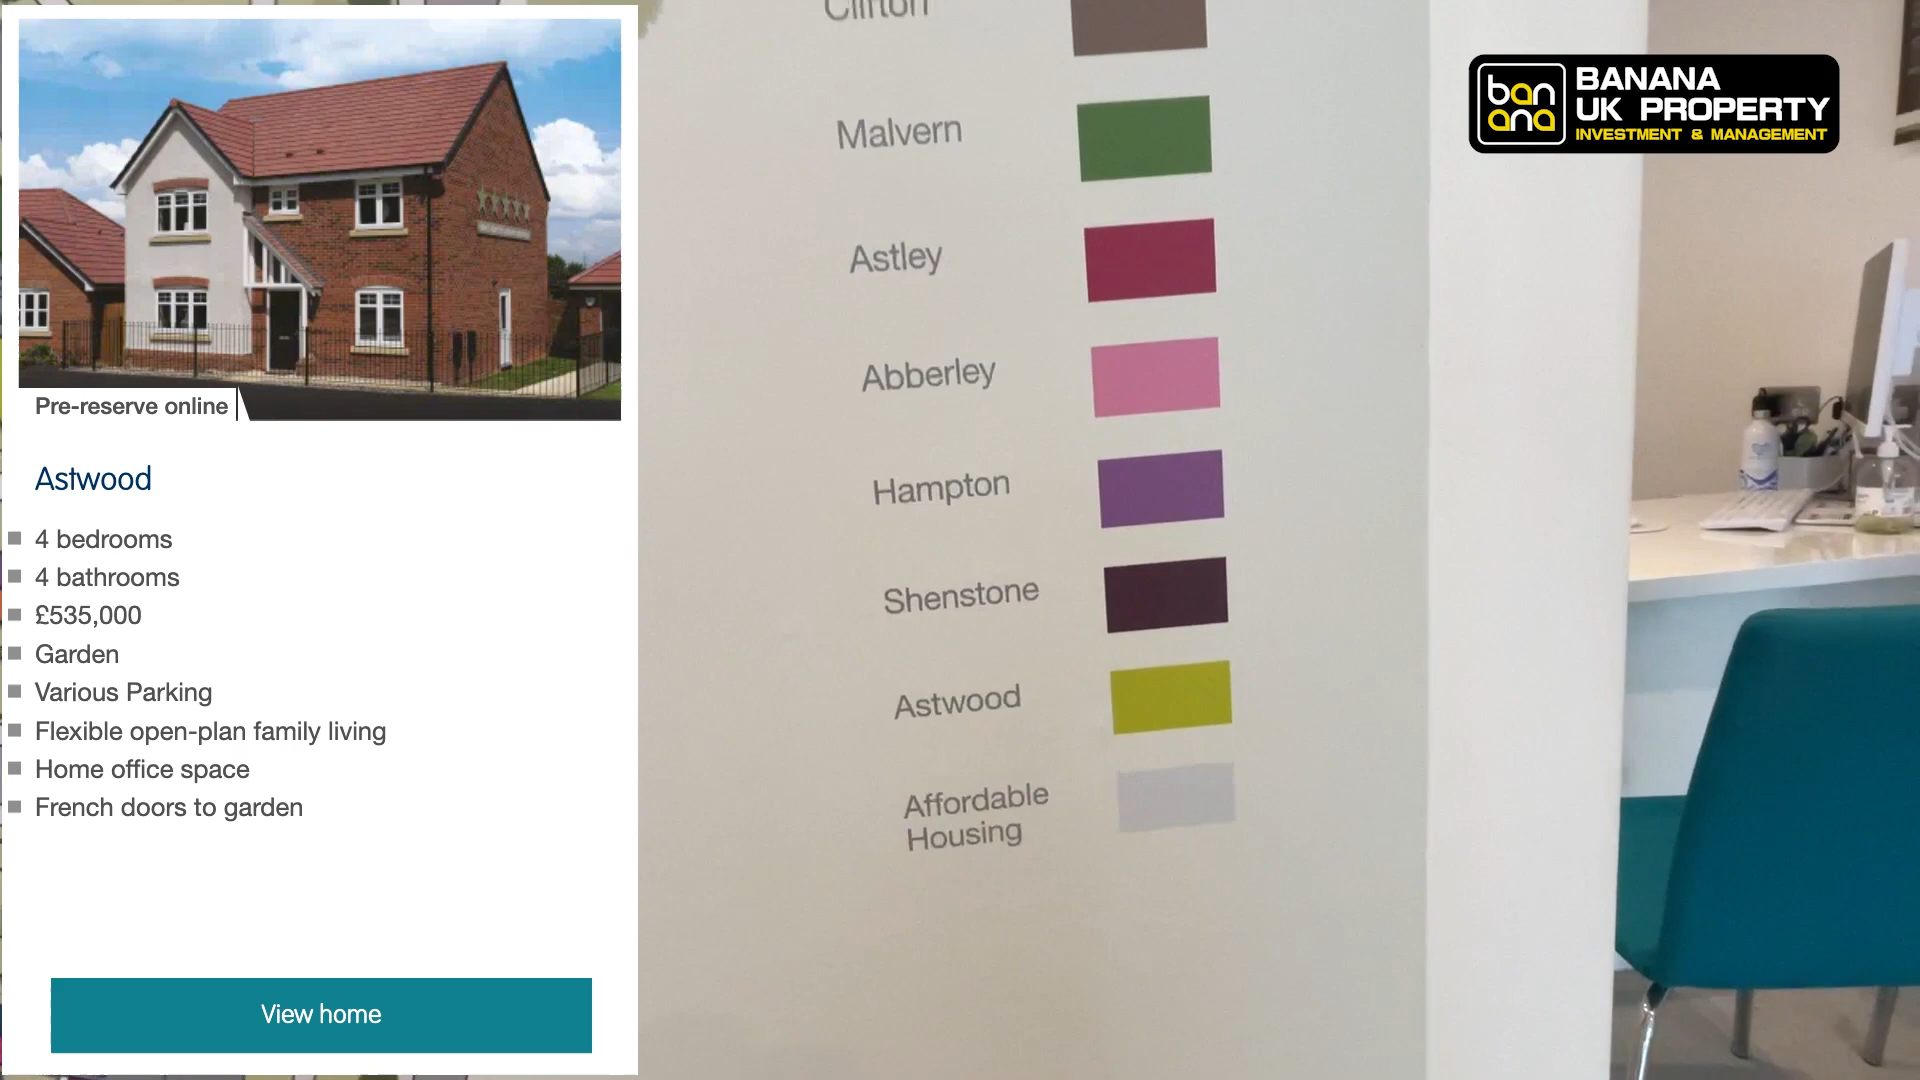 Pre-reserve online
Astwood
4 bedrooms
4 bathrooms
£535,000
Garden
Various Parking
Flexible open-plan family living
Home office space
French doors to garden
View home
Clifton
Malvern
Astley
Abberley
Hampton
Shenstone
Astwood
Affordable
Housing
ban
ana
BANANA
UK PROPERTY
INVESTMENT & MANAGEMENT